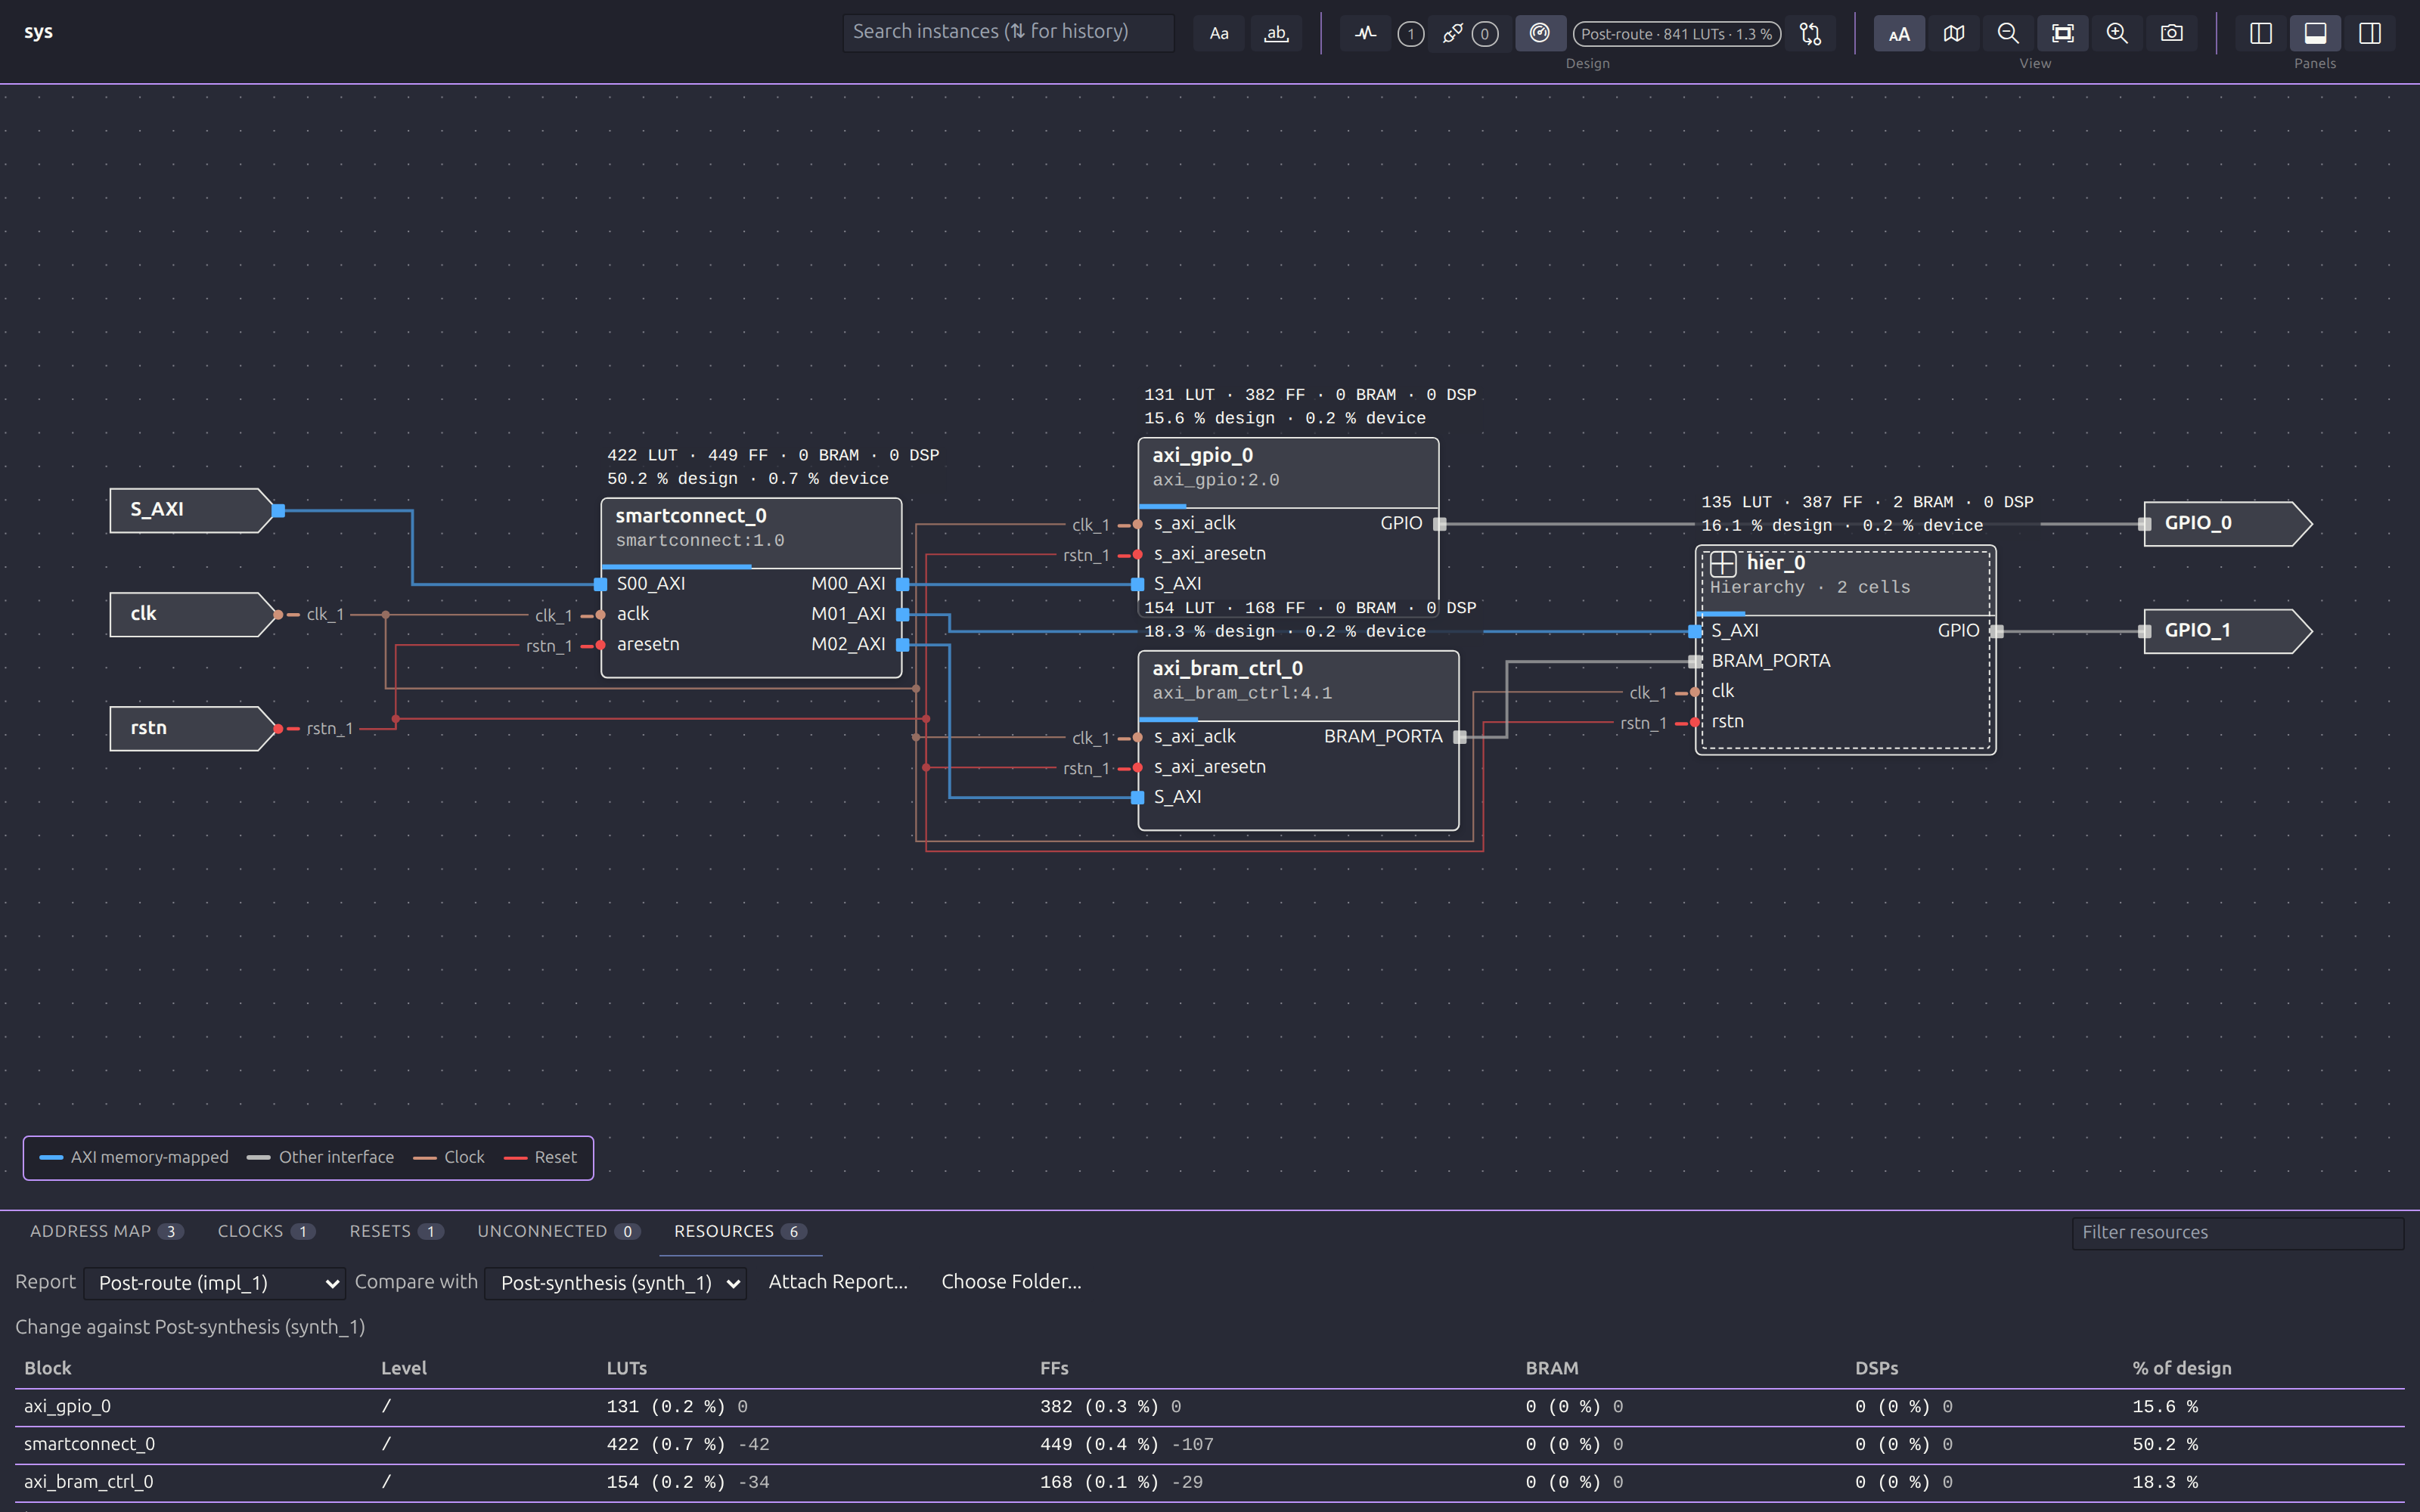 sys
Search instances (⇅ for history)
Aa
ab
1
0
Post-route · 841 LUTs · 1.3 %
AA
Design
View
Panels
131 LUT · 382 FF · 0 BRAM · 0 DSP
15.6 % design · 0.2 % device
axi_gpio_0
axi_gpio:2.0
clk_1
s_axi_aclk
GPIO
rstn_1
s_axi_aresetn
S_AXI
422 LUT · 449 FF · 0 BRAM · 0 DSP
50.2 % design · 0.7 % device
smartconnect_0
smartconnect:1.0
S00_AXI
M00_AXI
clk_1
aclk
M01_AXI
rstn_1
aresetn
M02_AXI
S_AXI
clk
clk_1
rstn
rstn_1
154 LUT · 168 FF · 0 BRAM · 0 DSP
18.3 % design · 0.2 % device
axi_bram_ctrl_0
axi_bram_ctrl:4.1
clk_1
s_axi_aclk
BRAM_PORTA
rstn_1
s_axi_aresetn
S_AXI
135 LUT · 387 FF · 2 BRAM · 0 DSP
16.1 % design · 0.2 % device
hier_0
Hierarchy · 2 cells
S_AXI
GPIO
BRAM_PORTA
clk_1
clk
rstn_1
rstn
GPIO_0
GPIO_1
AXI memory-mapped
Other interface
Clock
Reset
ADDRESS MAP 3
CLOCKS 1
RESETS 1
UNCONNECTED 0
RESOURCES 6
Filter resources
Report
Post-route (impl_1)
Compare with
Post-synthesis (synth_1)
Attach Report...
Choose Folder...
Change against Post-synthesis (synth_1)
Block Level LUTs FFs BRAM DSPs % of design
axi_gpio_0 / 131 (0.2 %) 0 382 (0.3 %) 0 0 (0 %) 0 0 (0 %) 0 15.6 %
smartconnect_0 / 422 (0.7 %) -42 449 (0.4 %) -107 0 (0 %) 0 0 (0 %) 0 50.2 %
axi_bram_ctrl_0 / 154 (0.2 %) -34 168 (0.1 %) -29 0 (0 %) 0 0 (0 %) 0 18.3 %